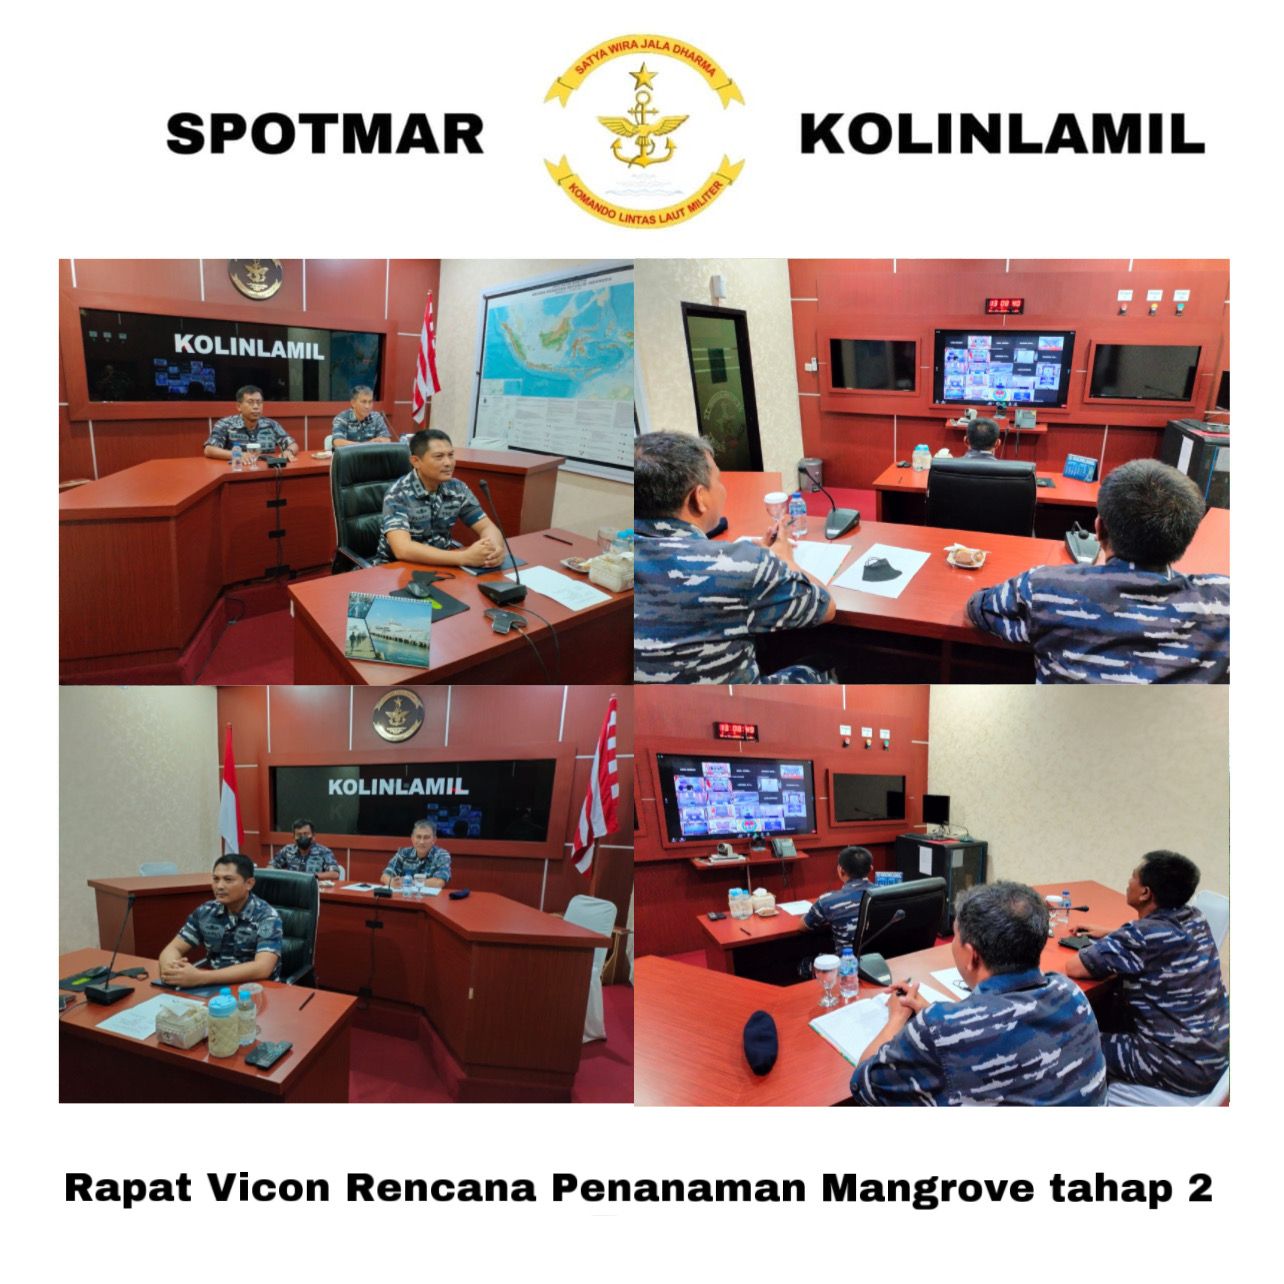 SATYA WIRA JALA DHARMA
SPOTMAR
KOLINLAMIL
KOMANDO LINTAS LAUT MILITER
KOLINLAMIL
KOLINLAMIL
Rapat Vicon Rencana Penanaman Mangrove tahap 2